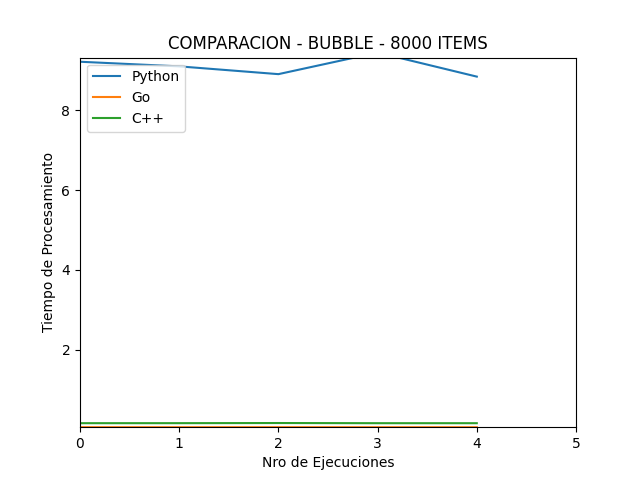 COMPARACION - BUBBLE - 8000 ITEMS
Python
Go
C++
Tiempo de Procesamiento
8
6
4
2
0 1 2 3 4 5
Nro de Ejecuciones